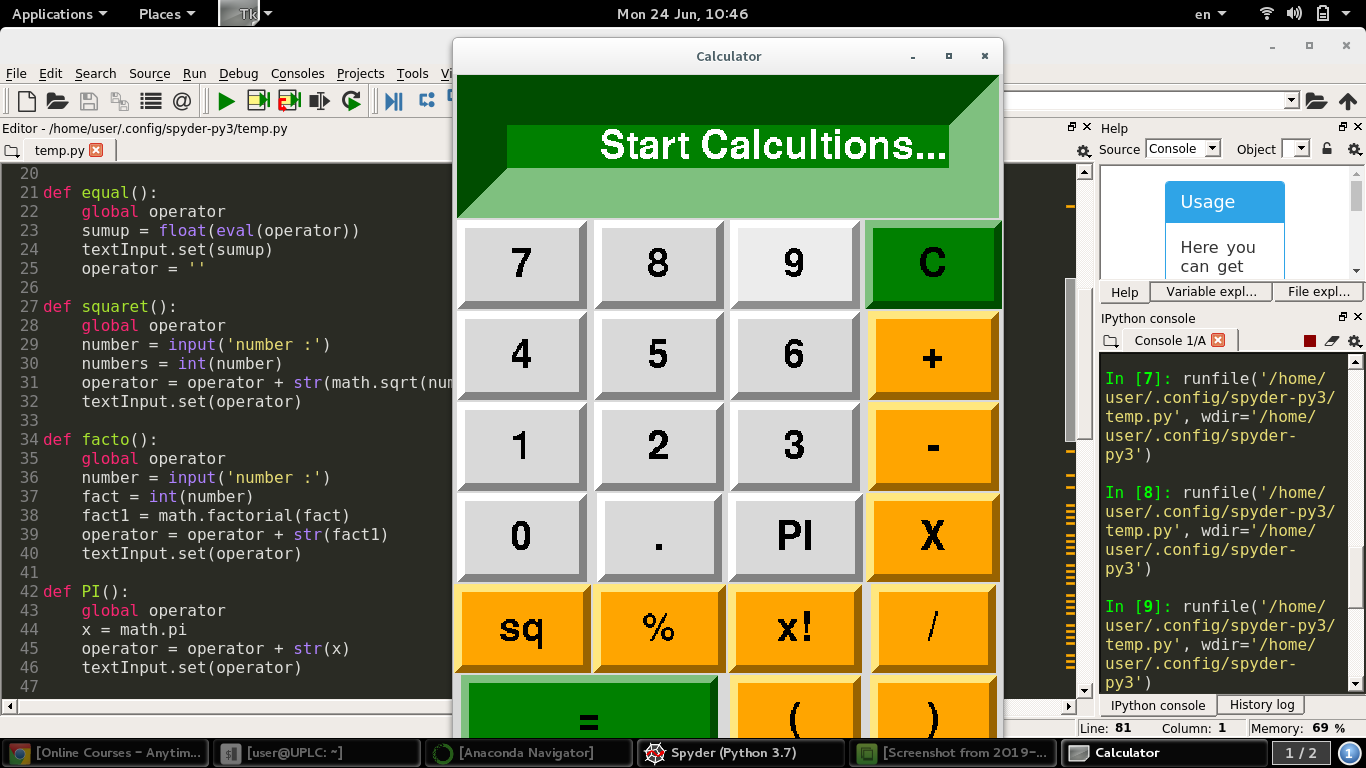 Applications Places Tk Mon 24 Jun, 10:46 en
Calculator
File Edit Search Source Run Debug Consoles Projects Tools
Editor - /home/user/.config/spyder-py3/temp.py
temp.py
20
21 def equal():
22 global operator
23 sumup = float(eval(operator))
24 textInput.set(sumup)
25 operator = ''
26
27 def squaret():
28 global operator
29 number = input('number :')
30 numbers = int(number)
31 operator = operator + str(math.sqrt(num
32 textInput.set(operator)
33
34 def facto():
35 global operator
36 number = input('number :')
37 fact = int(number)
38 fact1 = math.factorial(fact)
39 operator = operator + str(fact1)
40 textInput.set(operator)
41
42 def PI():
43 global operator
44 x = math.pi
45 operator = operator + str(x)
46 textInput.set(operator)
47
Start Calcultions...
7 8 9 C
4 5 6 +
1 2 3 -
0 . PI X
sq % x! /
= ( )
Help
Source Console Object
Usage
Here you
can get
Help Variable expl... File expl...
IPython console
Console 1/A
In [7]: runfile('/home/
user/.config/spyder-py3/
temp.py', wdir='/home/
user/.config/spyder-
py3')
In [8]: runfile('/home/
user/.config/spyder-py3/
temp.py', wdir='/home/
user/.config/spyder-
py3')
In [9]: runfile('/home/
user/.config/spyder-py3/
temp.py', wdir='/home/
user/.config/spyder-
py3')
IPython console History log
Line: 81 Column: 1 Memory: 69 %
[Online Courses - Anytim... [user@UPLC: ~] [Anaconda Navigator] Spyder (Python 3.7) [Screenshot from 2019-... Calculator 1 / 2 1